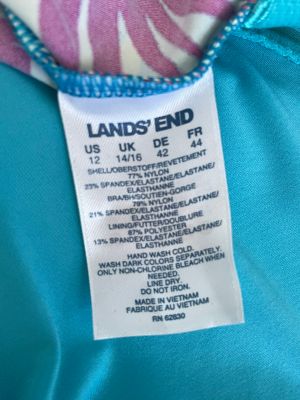 LANDS' END
US UK DE FR
12 14/16 42 44
SHELL/OBERSTOFF/REVETEMENT
77% NYLON
23% SPANDEX/ELASTANE/ELASTAN/
ELASTHANNE
BRA/BH/SOUTIEN-GORGE
79% NYLON
21% SPANDEX/ELASTANE/ELASTAN/
ELASTHANNE
LINING/FUTTER/DOUBLURE
87% POLYESTER
13% SPANDEX/ELASTANE/ELASTAN/
ELASTHANNE
HAND WASH COLD.
WASH DARK COLORS SEPARATELY.
ONLY NON-CHLORINE BLEACH WHEN
NEEDED.
LINE DRY.
DO NOT IRON.
MADE IN VIETNAM
FABRIQUE AU VIETNAM
RN 62830